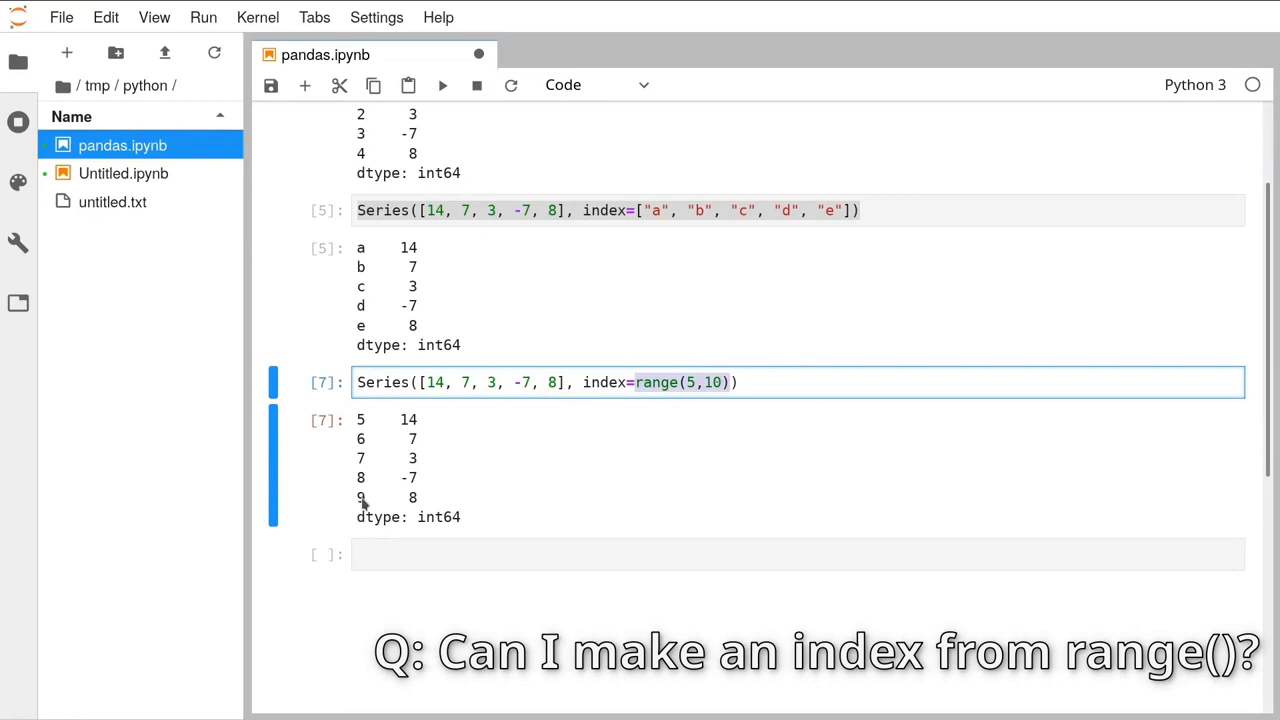 File Edit View Run Kernel Tabs Settings Help
pandas.ipynb
/ tmp / python /
Code
Python 3
Name
pandas.ipynb
Untitled.ipynb
untitled.txt
2 3
3 -7
4 8
dtype: int64
[5]: Series([14, 7, 3, -7, 8], index=["a", "b", "c", "d", "e"])
[5]: a 14
b 7
c 3
d -7
e 8
dtype: int64
[7]: Series([14, 7, 3, -7, 8], index=range(5,10))
[7]: 5 14
6 7
7 3
8 -7
9 8
dtype: int64
[ ]:
Q: Can I make an index from range()?